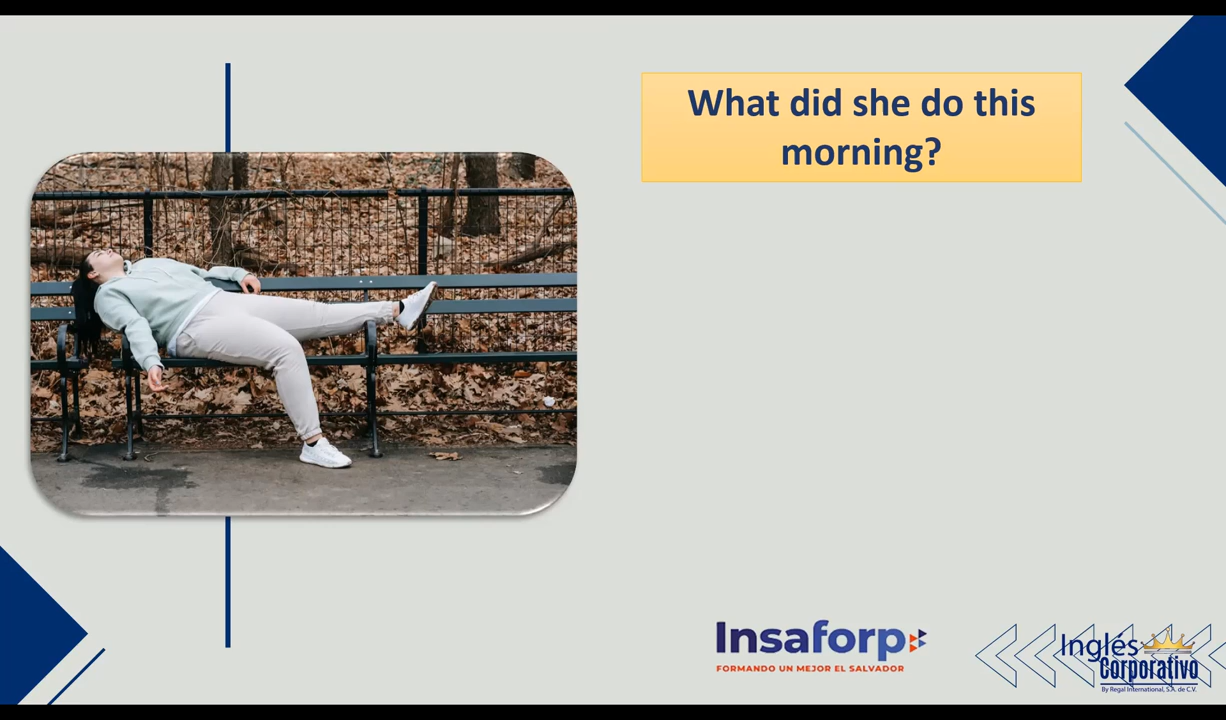 What did she do this
morning?
Insaforp
FORMANDO UN MEJOR EL SALVADOR
Inglés
Corporativo
By Regal International, S.A. de C.V.